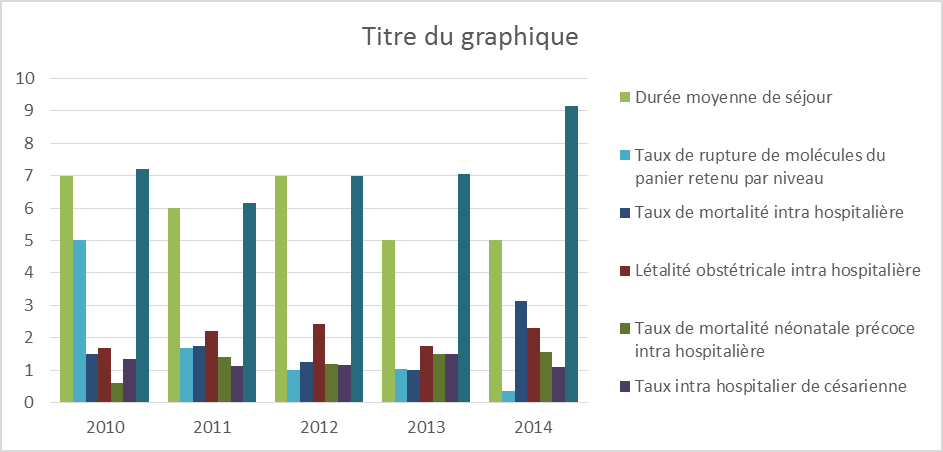 Titre du graphique
10
9
8
7
6
5
4
3
2
1
0
2010
2011
2012
2013
2014
Durée moyenne de séjour
Taux de rupture de molécules du
panier retenu par niveau
Taux de mortalité intra hospitalière
Létalité obstétricale intra hospitalière
Taux de mortalité néonatale précoce
intra hospitalière
Taux intra hospitalier de césarienne